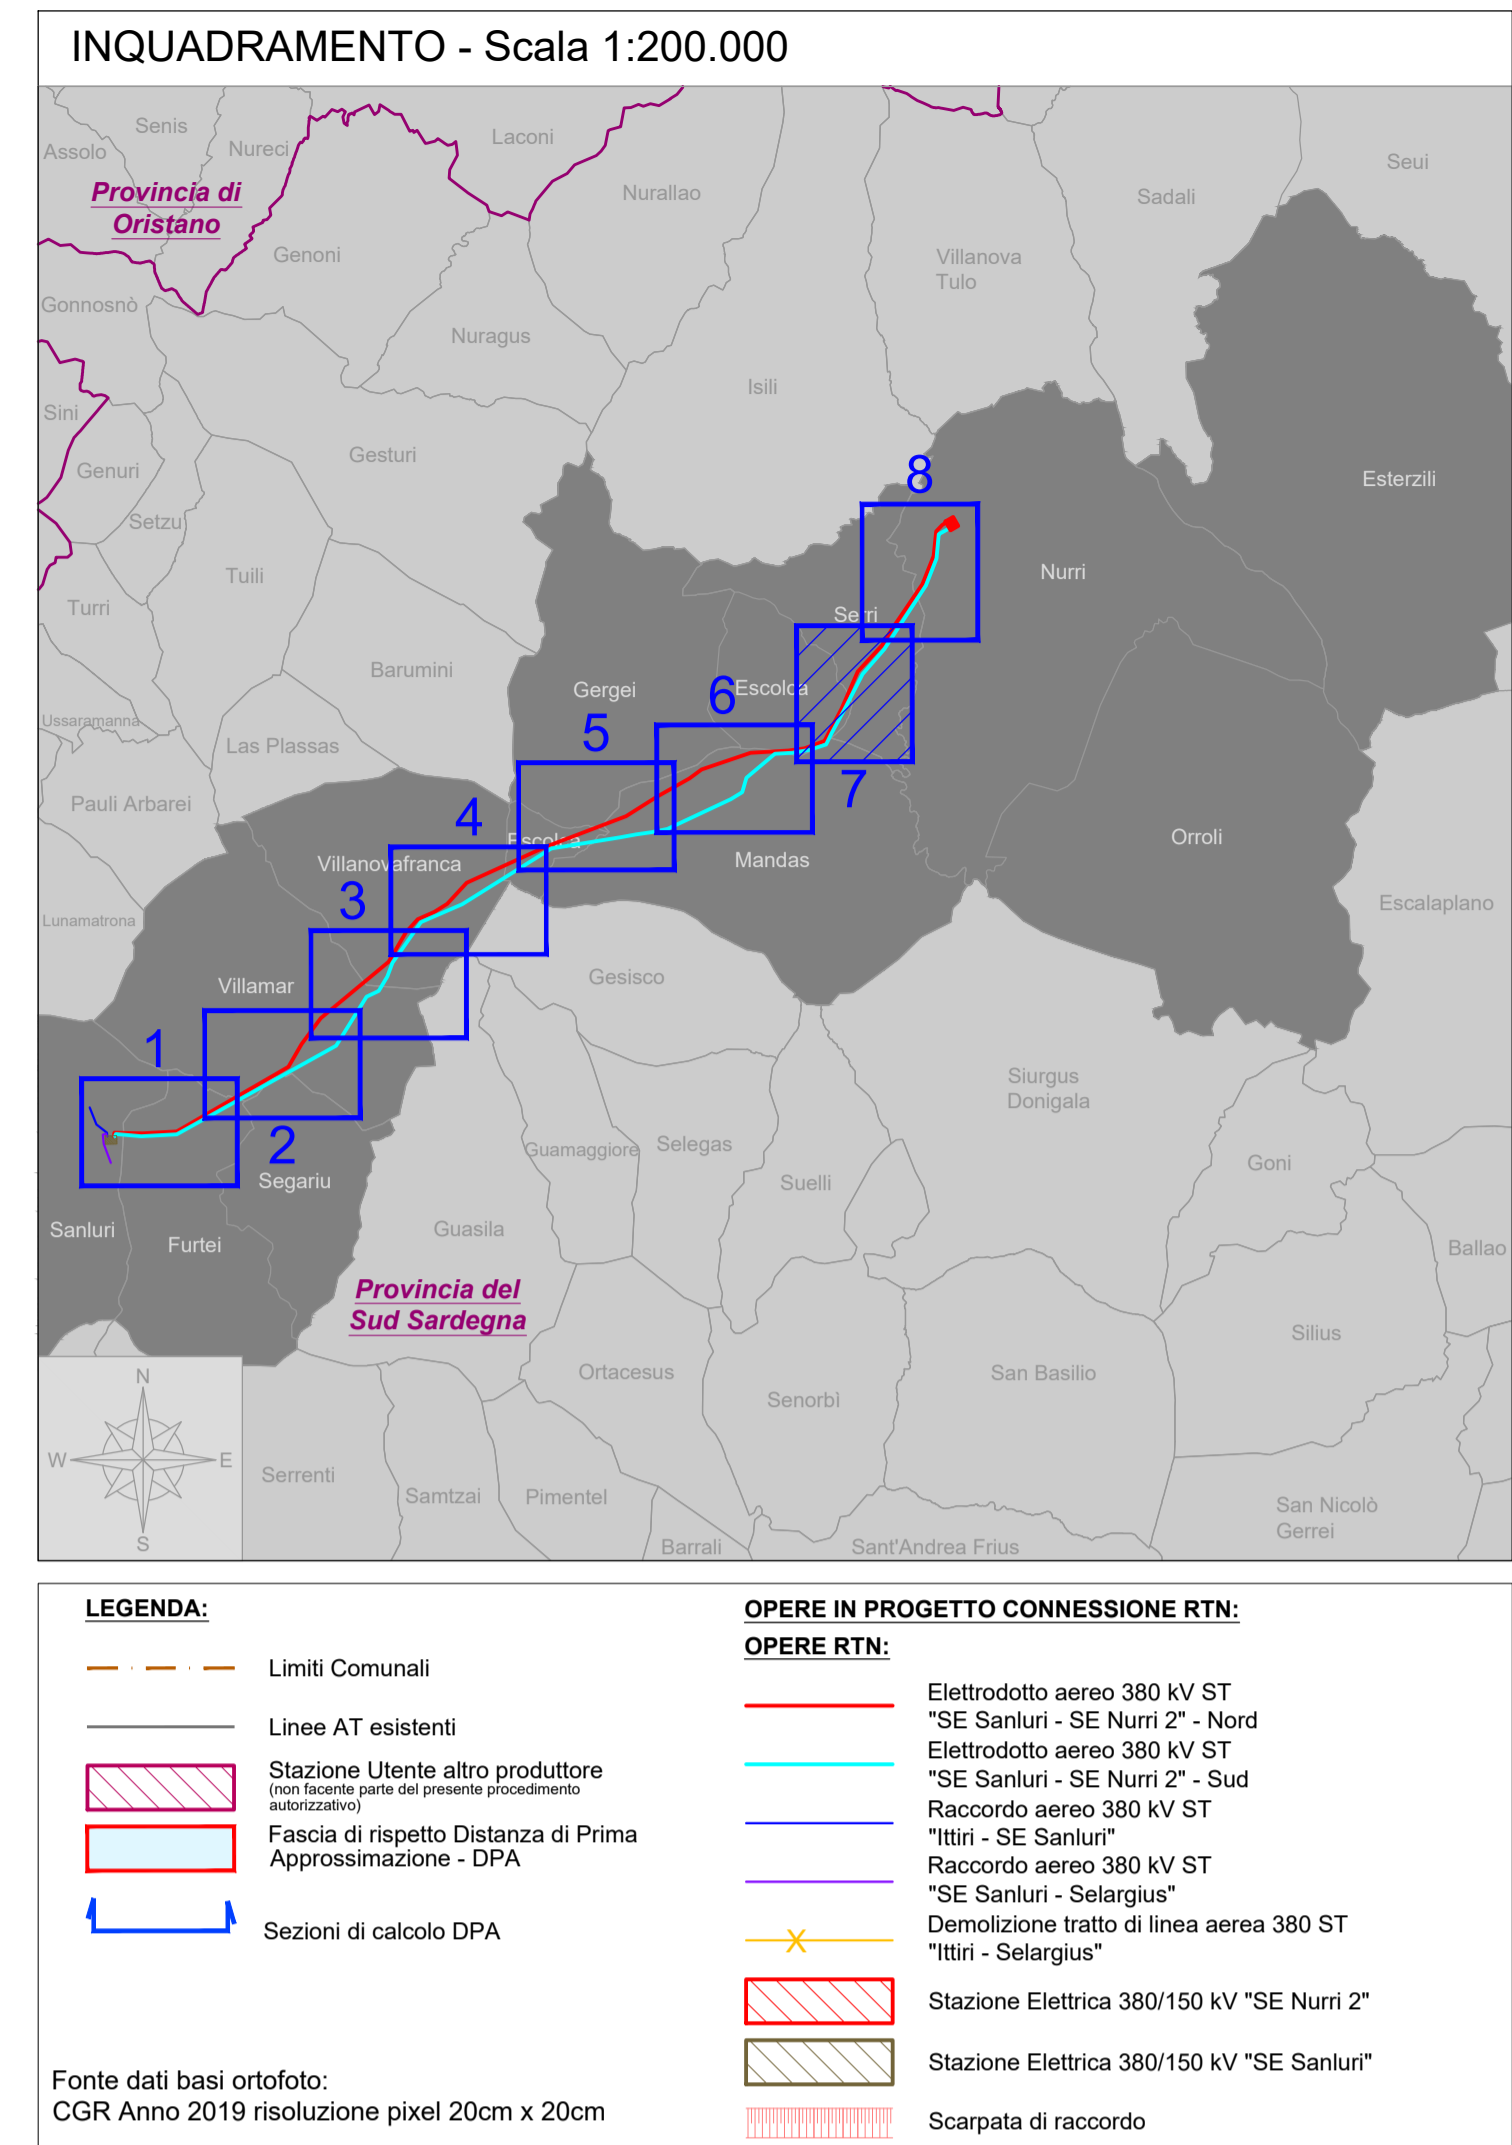 INQUADRAMENTO - Scala 1:200.000
Senis
Assolo
Nureci
Laconi
Seui
Provincia di
Oristano
Nurallao
Sadali
Genoni
Villanova
Tulo
Gonnosnò
Nuragus
Isili
Sini
Gesturi
Genuri
8
Esterzili
Setzu
Tuili
Nurri
Turri
Serri
Barumini
Gergei
6
Escolca
Ussaramanna
5
Las Plassas
7
Pauli Arbarei
4
Escolca
Orroli
Villanovafranca
Mandas
3
Escalaplano
Lunamatrona
Gesisco
Villamar
1
Siurgus
Donigala
2
Guamaggiore
Selegas
Goni
Segariu
Suelli
Sanluri
Furtei
Guasila
Ballao
Provincia del
Sud Sardegna
Silius
Ortacesus
San Basilio
N
Senorbì
W
E
Serrenti
Samtzai
Pimentel
San Nicolò
Gerrei
S
Barrali
Sant'Andrea Frius
LEGENDA:
Limiti Comunali
Linee AT esistenti
Stazione Utente altro produttore
(non facente parte del presente procedimento
autorizzativo)
Fascia di rispetto Distanza di Prima
Approssimazione - DPA
Sezioni di calcolo DPA
Fonte dati basi ortofoto:
CGR Anno 2019 risoluzione pixel 20cm x 20cm
OPERE IN PROGETTO CONNESSIONE RTN:
OPERE RTN:
Elettrodotto aereo 380 kV ST
"SE Sanluri - SE Nurri 2" - Nord
Elettrodotto aereo 380 kV ST
"SE Sanluri - SE Nurri 2" - Sud
Raccordo aereo 380 kV ST
"Ittiri - SE Sanluri"
Raccordo aereo 380 kV ST
"SE Sanluri - Selargius"
X
Demolizione tratto di linea aerea 380 ST
"Ittiri - Selargius"
Stazione Elettrica 380/150 kV "SE Nurri 2"
Stazione Elettrica 380/150 kV "SE Sanluri"
Scarpata di raccordo